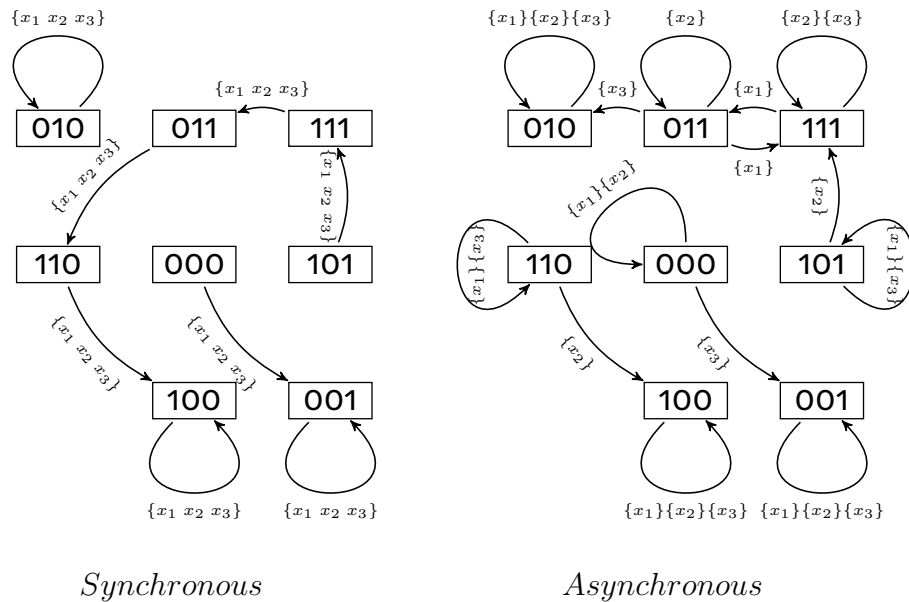 {x₁ x₂ x₃} {x₁}{x₂}{x₃} {x₂} {x₂}{x₃}
{x₁ x₂ x₃} {x₃} {x₁}
010 011 111 010 011 111
{x₁ x₂ x₃} {x₁ x₂ x₃} {x₁}
{x₁}{x₂} {x₂}
110 000 101 110 000 101
{x₁}{x₃} {x₁}{x₃}
{x₁ x₂ x₃} {x₁ x₂ x₃} {x₂} {x₃}
100 001 100 001
{x₁ x₂ x₃} {x₁ x₂ x₃} {x₁}{x₂}{x₃} {x₁}{x₂}{x₃}
Synchronous Asynchronous